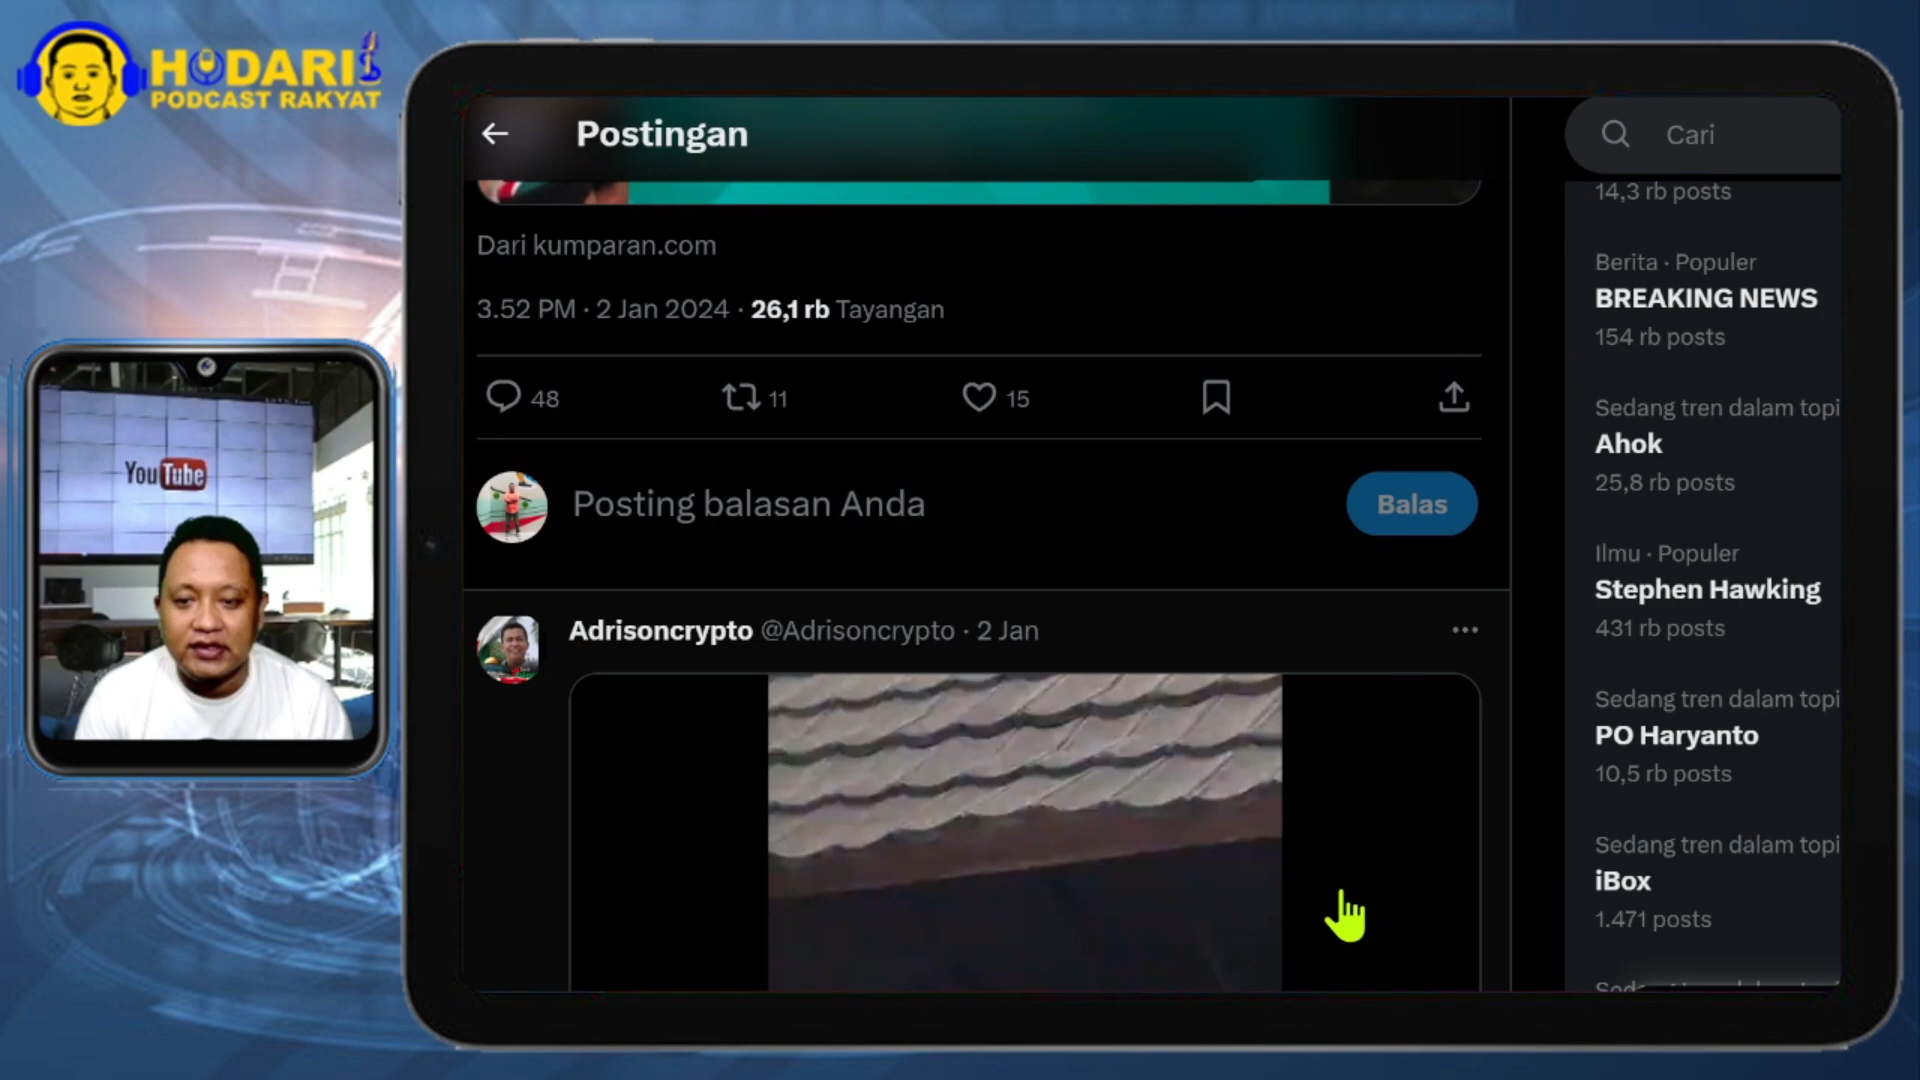 HODARI
PODCAST RAKYAT
YouTube
Postingan
Dari kumparan.com
3.52 PM · 2 Jan 2024 · 26,1 rb Tayangan
48
11
15
Posting balasan Anda
Balas
Adrisoncrypto @Adrisoncrypto · 2 Jan
Cari
14,3 rb posts
Berita · Populer
BREAKING NEWS
154 rb posts
Sedang tren dalam topi
Ahok
25,8 rb posts
Ilmu · Populer
Stephen Hawking
431 rb posts
Sedang tren dalam topi
PO Haryanto
10,5 rb posts
Sedang tren dalam topi
iBox
1.471 posts